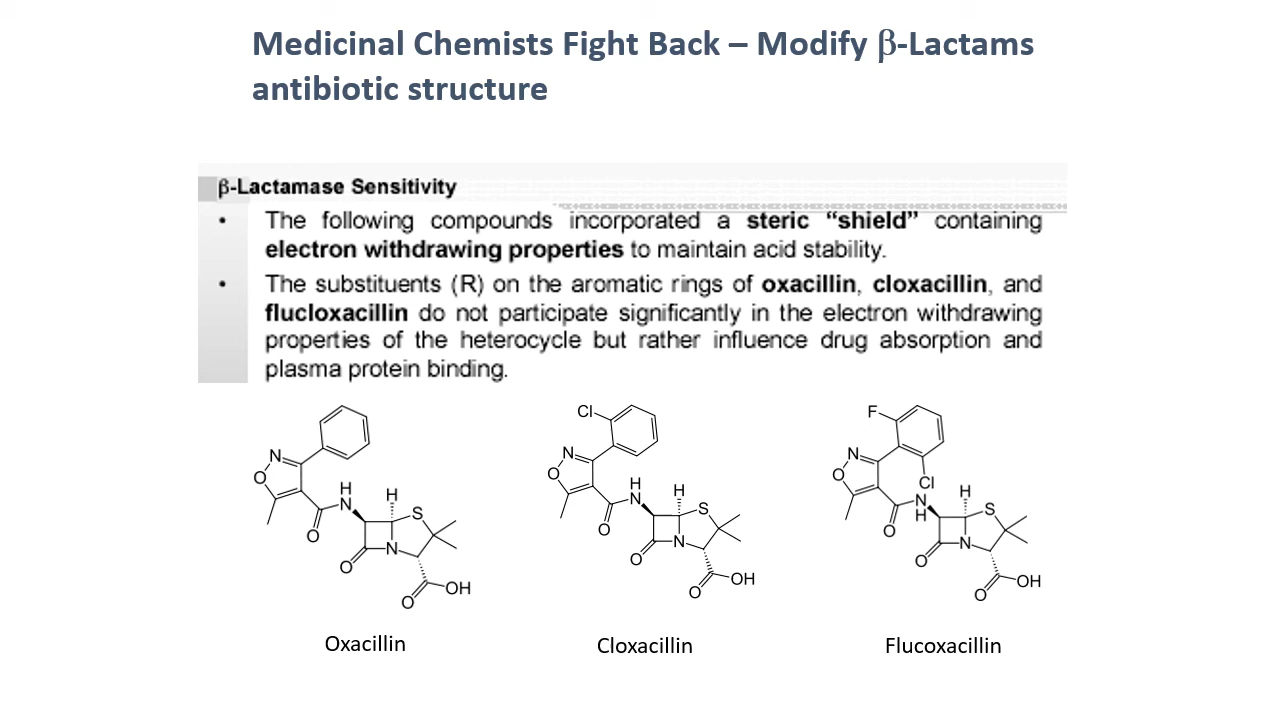 Medicinal Chemists Fight Back – Modify β-Lactams
antibiotic structure
β-Lactamase Sensitivity
• The following compounds incorporated a steric “shield” containing
electron withdrawing properties to maintain acid stability.
• The substituents (R) on the aromatic rings of oxacillin, cloxacillin, and
flucloxacillin do not participate significantly in the electron withdrawing
properties of the heterocycle but rather influence drug absorption and
plasma protein binding.
N
O
H
N
O
H
S
N
O
O
OH
Cl
N
O
H
N
O
H
S
N
O
O
OH
F
N
O
Cl
N
H
O
H
S
N
O
O
OH
Oxacillin
Cloxacillin
Flucoxacillin